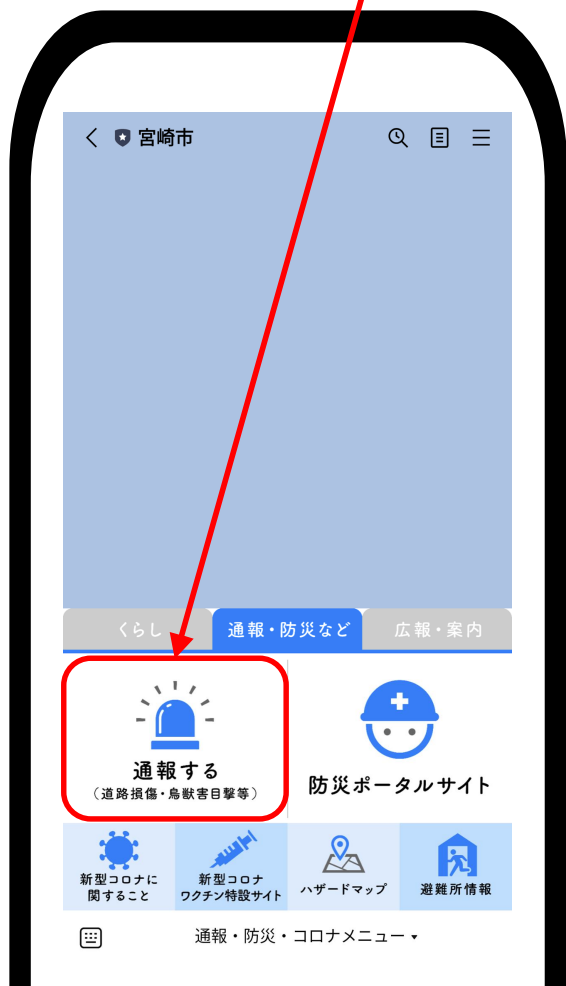 宮崎市
くらし
通報・防災など
広報・案内
通報する
（道路損傷・鳥獣害目撃等）
防災ポータルサイト
新型コロナに
関すること
新型コロナ
ワクチン特設サイト
ハザードマップ
避難所情報
通報・防災・コロナメニュー